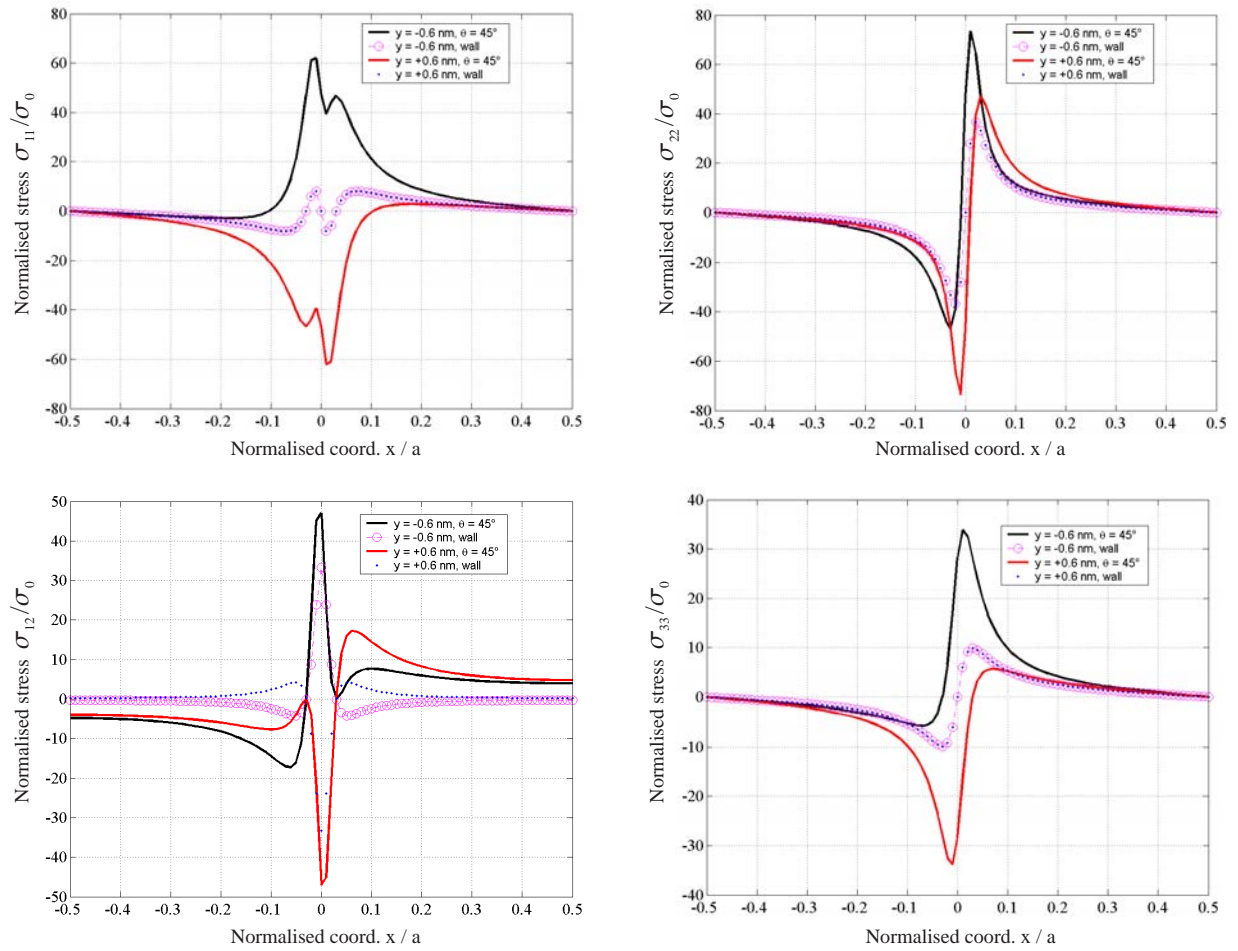 Normalised stress σ11/σ0
80
60
40
20
0
-20
-40
-60
-80
y = -0.6 nm, θ = 45°
y = -0.6 nm, wall
y = +0.6 nm, θ = 45°
y = +0.6 nm, wall
-0.5 -0.4 -0.3 -0.2 -0.1 0 0.1 0.2 0.3 0.4 0.5
Normalised coord. x / a
Normalised stress σ22/σ0
80
60
40
20
0
-20
-40
-60
-80
y = -0.6 nm, θ = 45°
y = -0.6 nm, wall
y = +0.6 nm, θ = 45°
y = +0.6 nm, wall
-0.5 -0.4 -0.3 -0.2 -0.1 0 0.1 0.2 0.3 0.4 0.5
Normalised coord. x / a
Normalised stress σ12/σ0
50
40
30
20
10
0
-10
-20
-30
-40
-50
y = -0.6 nm, θ = 45°
y = -0.6 nm, wall
y = +0.6 nm, θ = 45°
y = +0.6 nm, wall
-0.5 -0.4 -0.3 -0.2 -0.1 0 0.1 0.2 0.3 0.4 0.5
Normalised coord. x / a
Normalised stress σ33/σ0
40
30
20
10
0
-10
-20
-30
-40
y = -0.6 nm, θ = 45°
y = -0.6 nm, wall
y = +0.6 nm, θ = 45°
y = +0.6 nm, wall
-0.5 -0.4 -0.3 -0.2 -0.1 0 0.1 0.2 0.3 0.4 0.5
Normalised coord. x / a